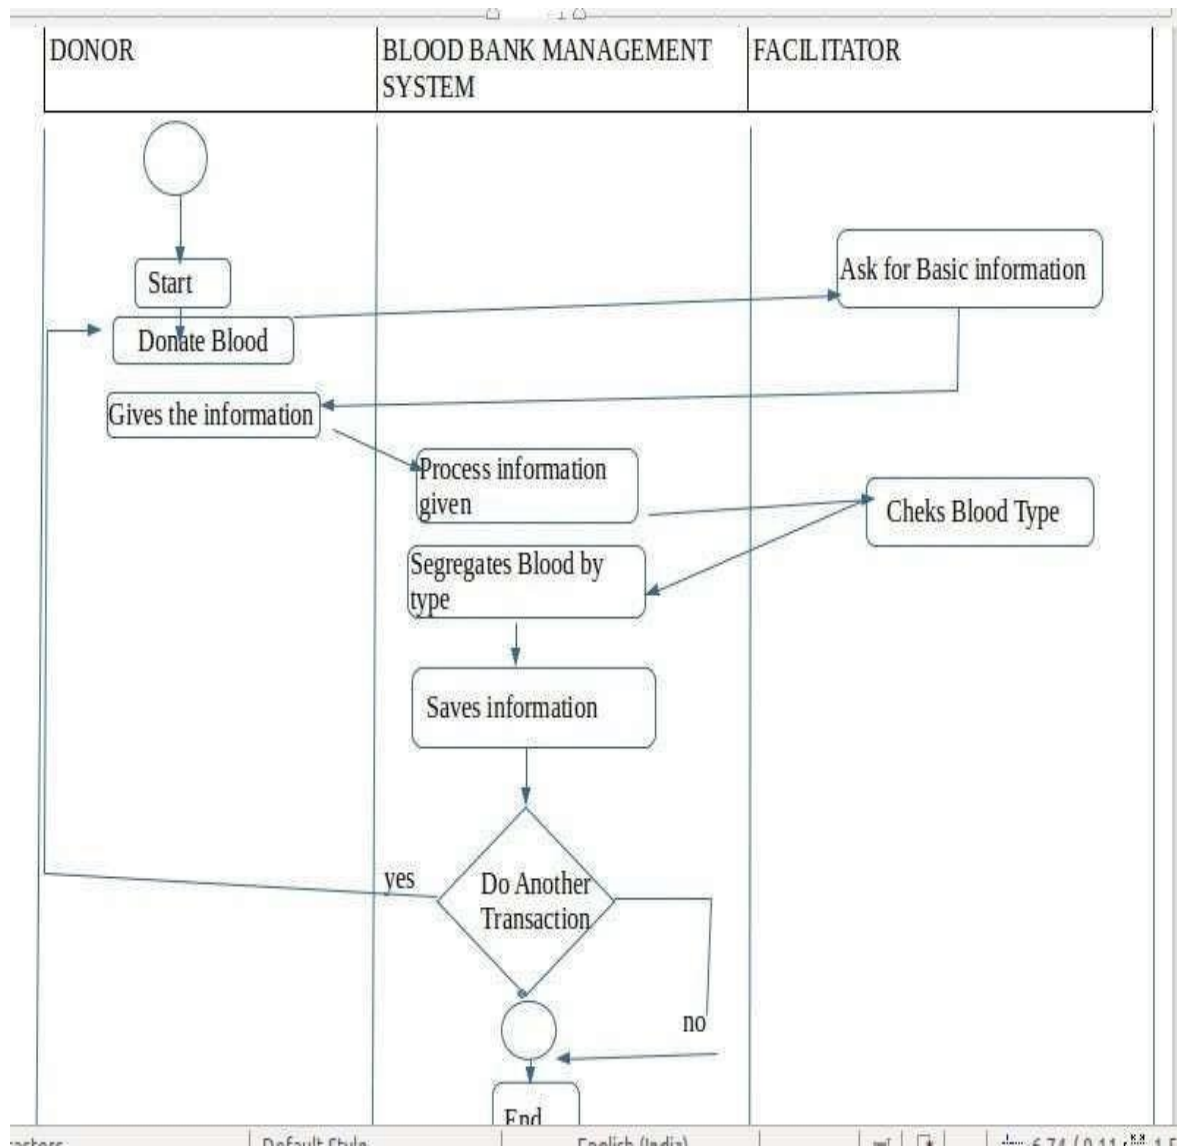 DONOR
BLOOD BANK MANAGEMENT
SYSTEM
FACILITATOR
Start
Ask for Basic information
Donate Blood
Gives the information
Process information
given
Cheks Blood Type
Segregates Blood by
type
Saves information
yes
Do Another
Transaction
no
End
Default Style
English (India)